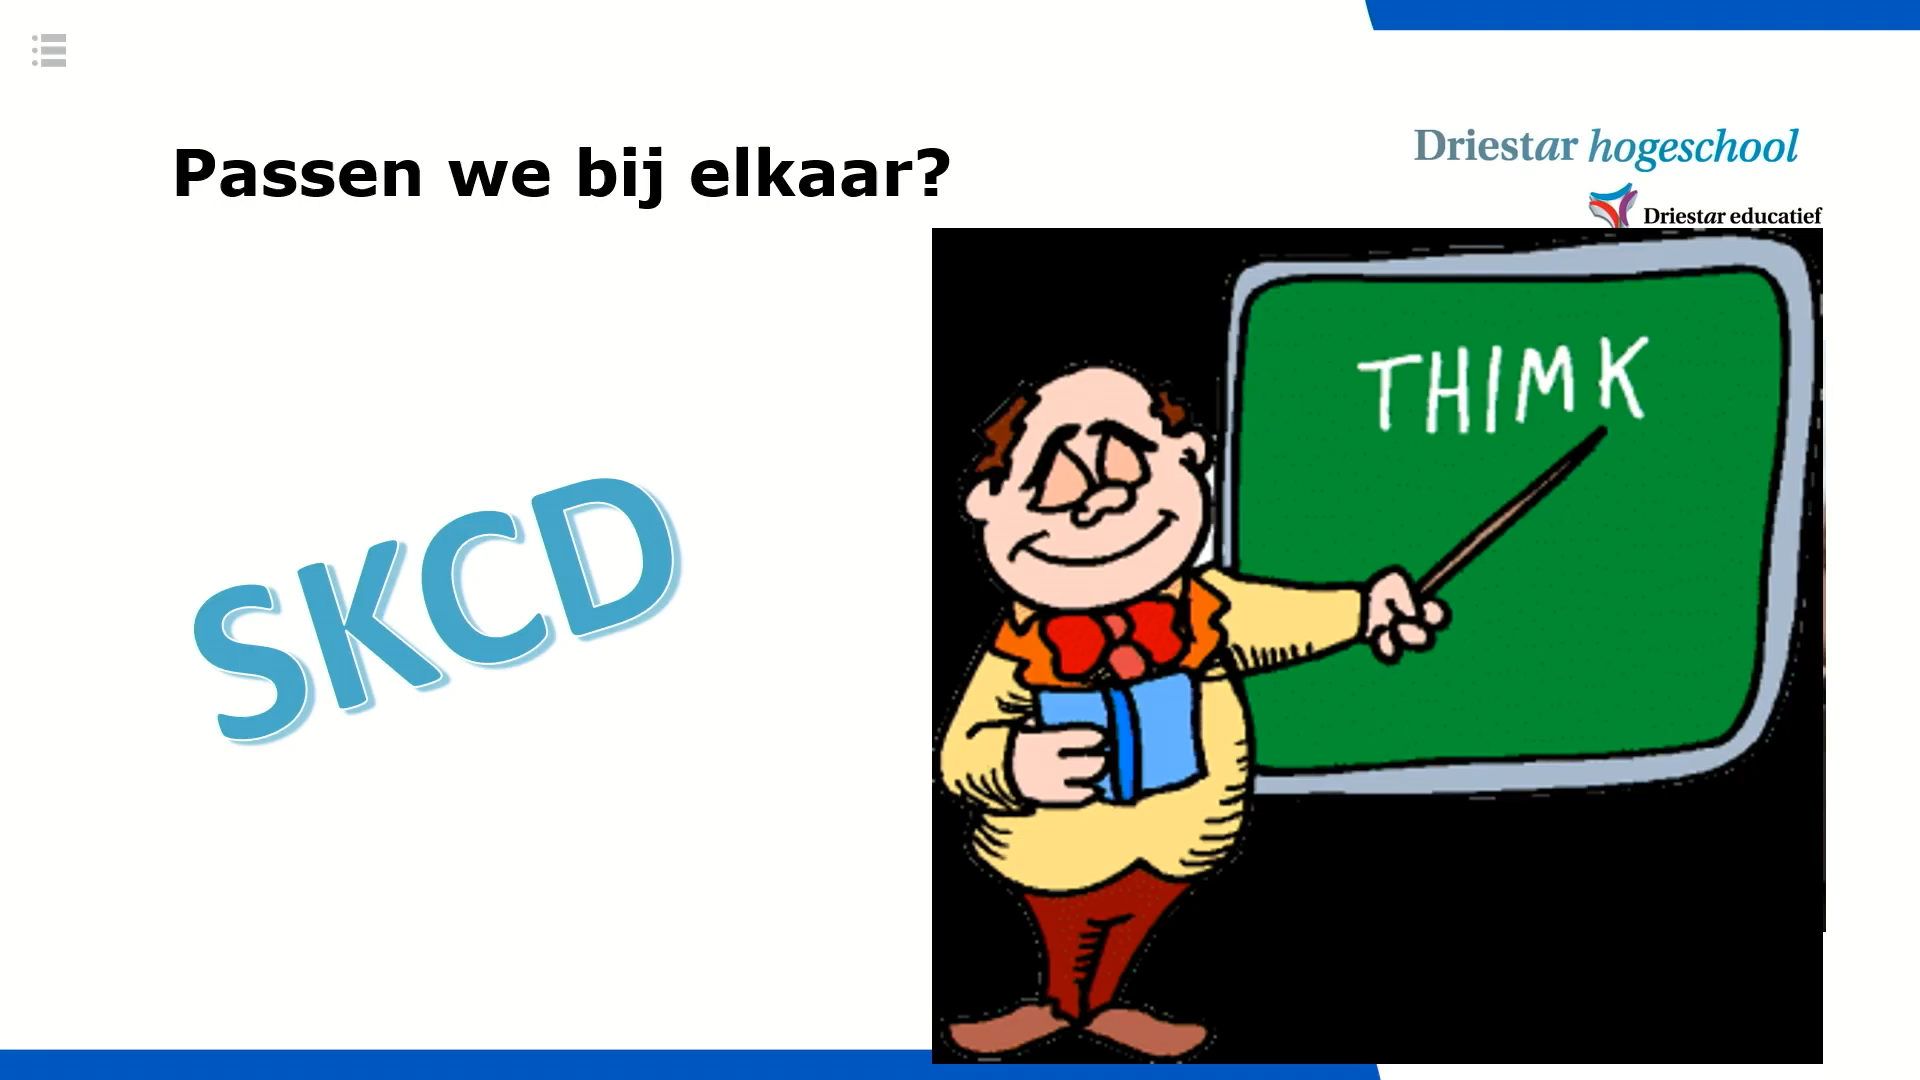 Passen we bij elkaar?
Driestar hogeschool
Driestar educatief
THIMK
SKCD